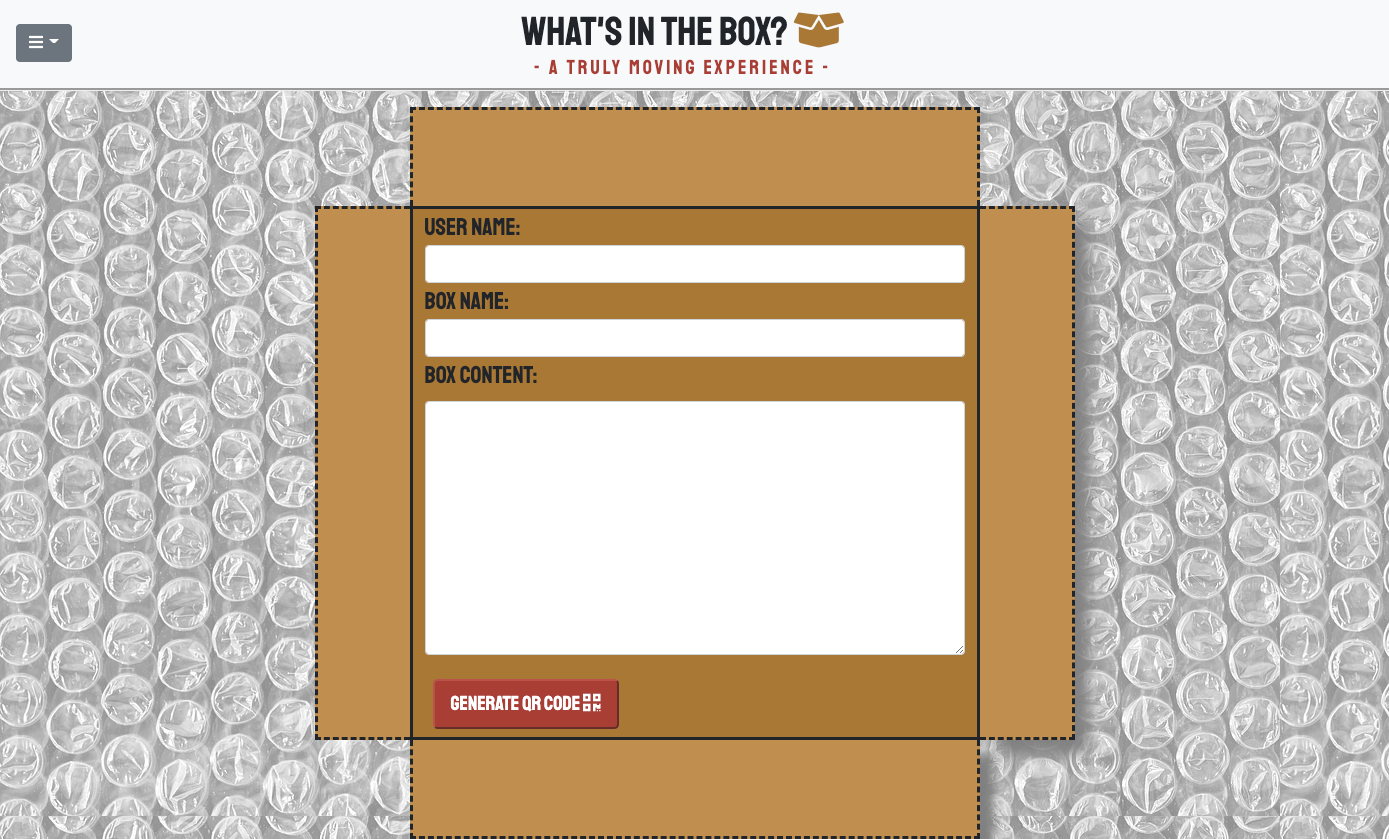 WHAT'S IN THE BOX?
- A TRULY MOVING EXPERIENCE -
USER NAME:
BOX NAME:
BOX CONTENT:
GENERATE QR CODE